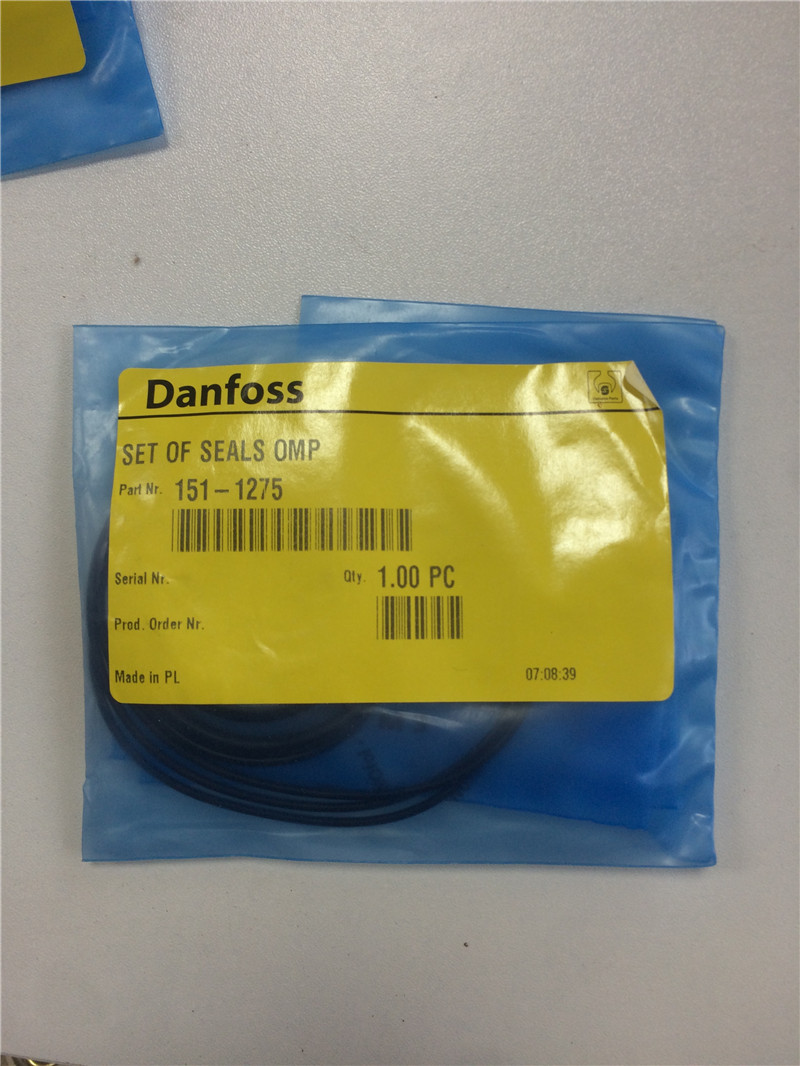 Danfoss
SET OF SEALS OMP
Part Nr. 151-1275
Serial Nr. Qty. 1.00 PC
Prod. Order Nr.
Made in PL 07:08:39